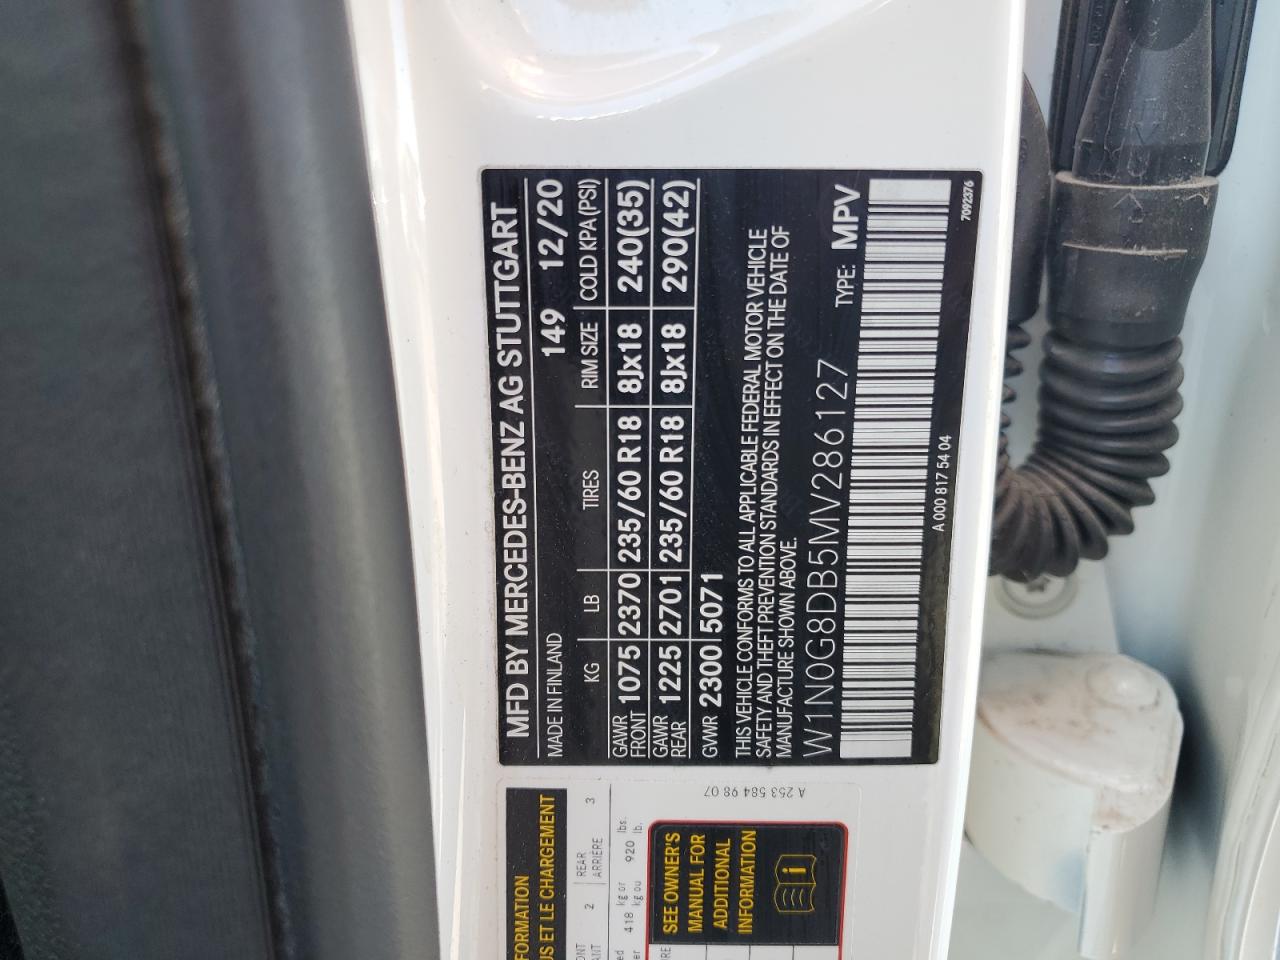 MFD BY MERCEDES-BENZ AG STUTTGART
MADE IN FINLAND 149 12/20
KG LB TIRES RIM SIZE COLD KPA (PSI)
GAWR FRONT 1075 2370 235/60 R18 8Jx18 240(35)
GAWR REAR 1225 2701 235/60 R18 8Jx18 290(42)
GVWR 2300 5071
THIS VEHICLE CONFORMS TO ALL APPLICABLE FEDERAL MOTOR VEHICLE
SAFETY AND THEFT PREVENTION STANDARDS IN EFFECT ON THE DATE OF
MANUFACTURE SHOWN ABOVE.
W1N0G8DB5MV286127 TYPE: MPV
A 000 817 54 04 7092376
A 253 584 98 07
FORMATION
US ET LE CHARGEMENT
2 REAR 3
ARRIÈRE
418 kg or 920 lbs.
kg ou lb.
SEE OWNER'S
MANUAL FOR
ADDITIONAL
INFORMATION